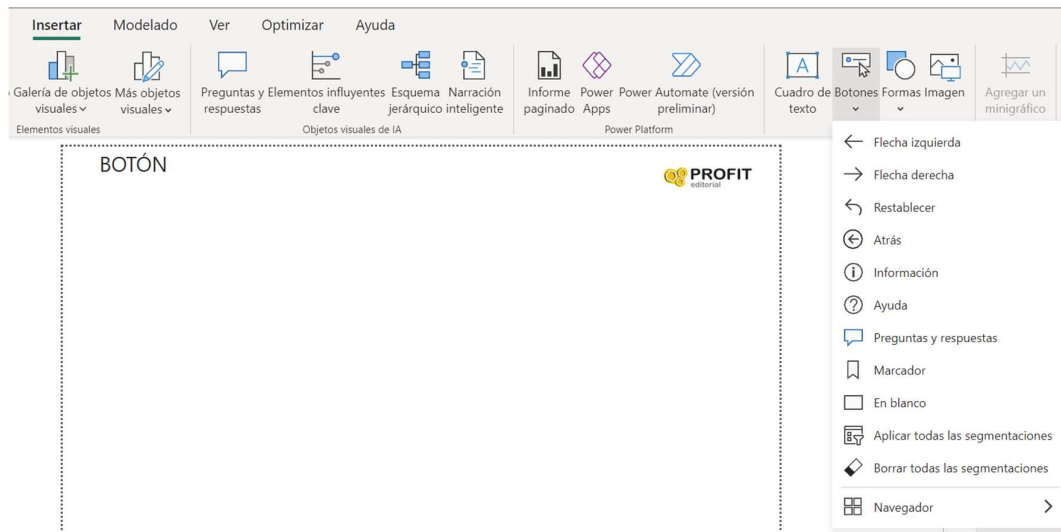 Insertar Modelado Ver Optimizar Ayuda
Galería de objetos visuales
Más objetos visuales
Preguntas y respuestas
Elementos influyentes clave
Esquema jerárquico
Narración inteligente
Informe paginado
Power Apps
Power Automate (versión preliminar)
Cuadro de texto
Botones
Formas
Imagen
Agregar un minigráfico
Elementos visuales
Objetos visuales de IA
Power Platform
BOTÓN
PROFIT
editorial
Flecha izquierda
Flecha derecha
Restablecer
Atrás
Información
Ayuda
Preguntas y respuestas
Marcador
En blanco
Aplicar todas las segmentaciones
Borrar todas las segmentaciones
Navegador